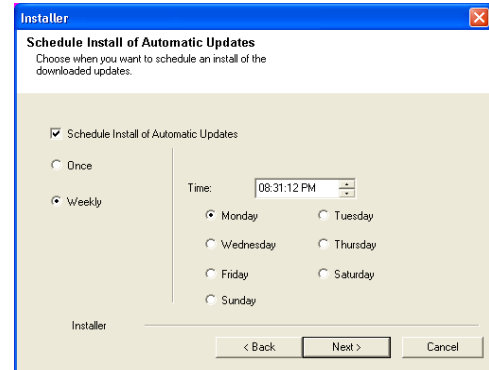 Installer
Schedule Install of Automatic Updates
Choose when you want to schedule an install of the
downloaded updates.
Schedule Install of Automatic Updates
Once
Weekly
Time: 08:31:12 PM
Monday Tuesday
Wednesday Thursday
Friday Saturday
Sunday
Installer
< Back Next > Cancel